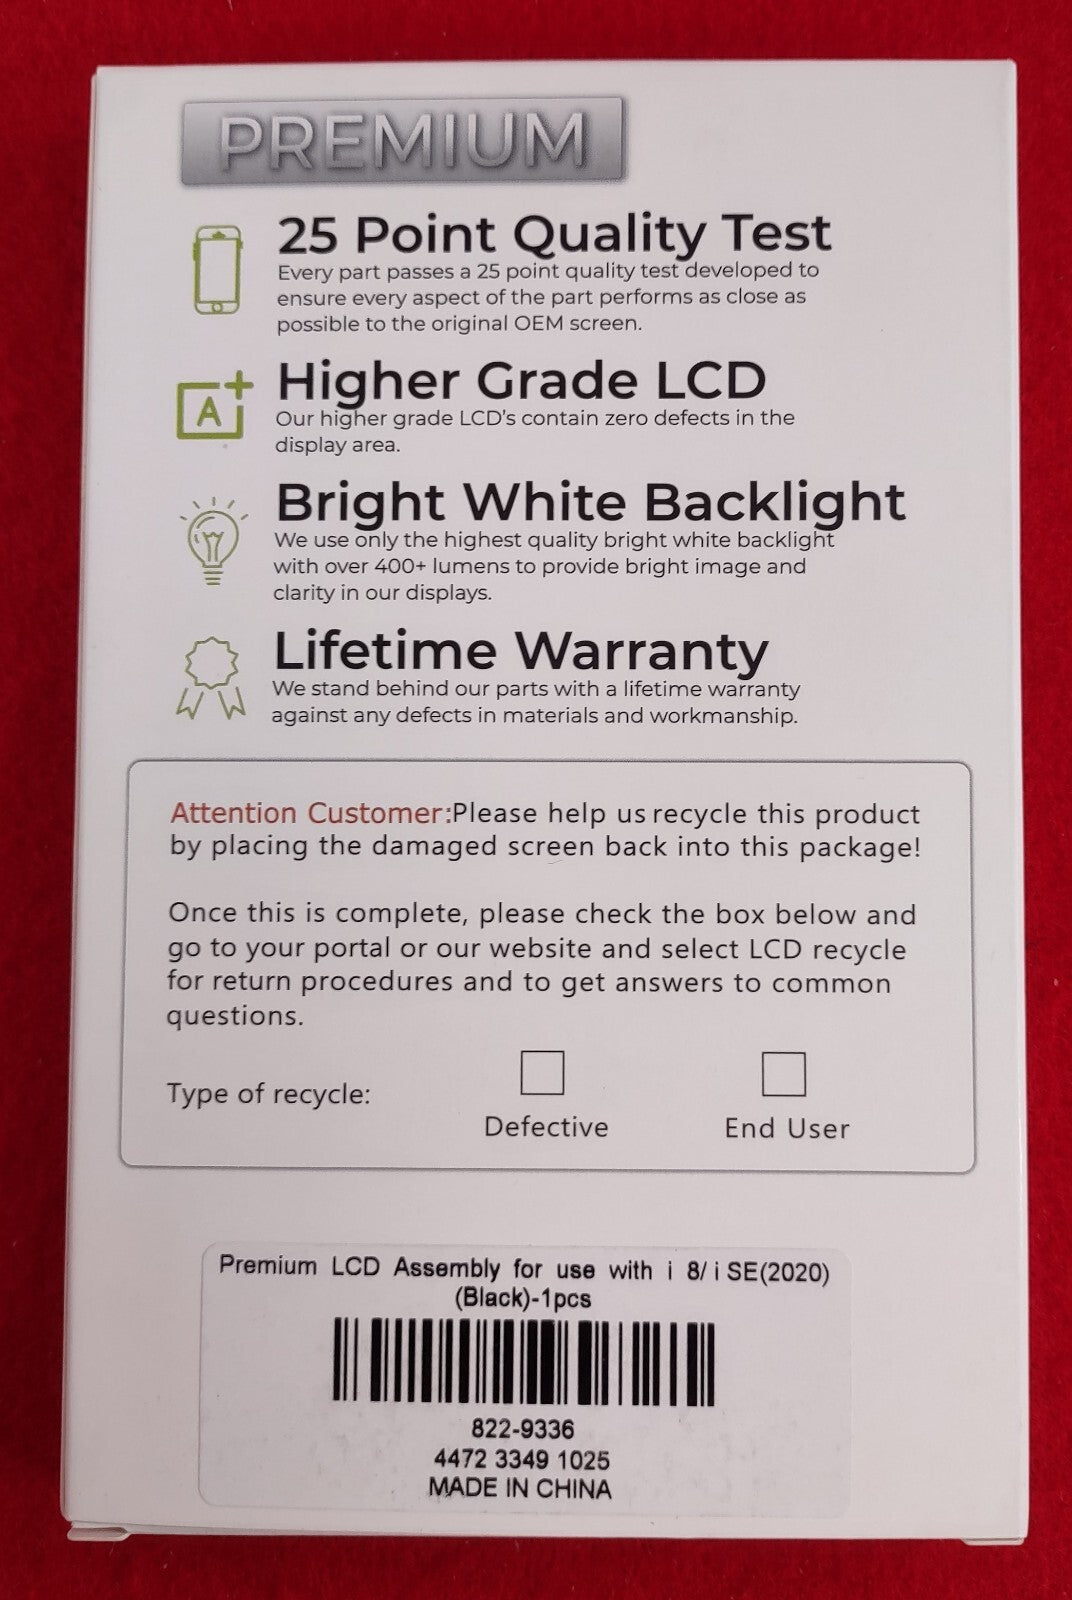 PREMIUM
25 Point Quality Test
Every part passes a 25 point quality test developed to
ensure every aspect of the part performs as close as
possible to the original OEM screen.
A+
Higher Grade LCD
Our higher grade LCD's contain zero defects in the
display area.
Bright White Backlight
We use only the highest quality bright white backlight
with over 400+ lumens to provide bright image and
clarity in our displays.
Lifetime Warranty
We stand behind our parts with a lifetime warranty
against any defects in materials and workmanship.
Attention Customer:Please help us recycle this product
by placing the damaged screen back into this package!
Once this is complete, please check the box below and
go to your portal or our website and select LCD recycle
for return procedures and to get answers to common
questions.
Type of recycle:
Defective End User
Premium LCD Assembly for use with i 8/ i SE(2020)
(Black)-1pcs
822-9336
4472 3349 1025
MADE IN CHINA